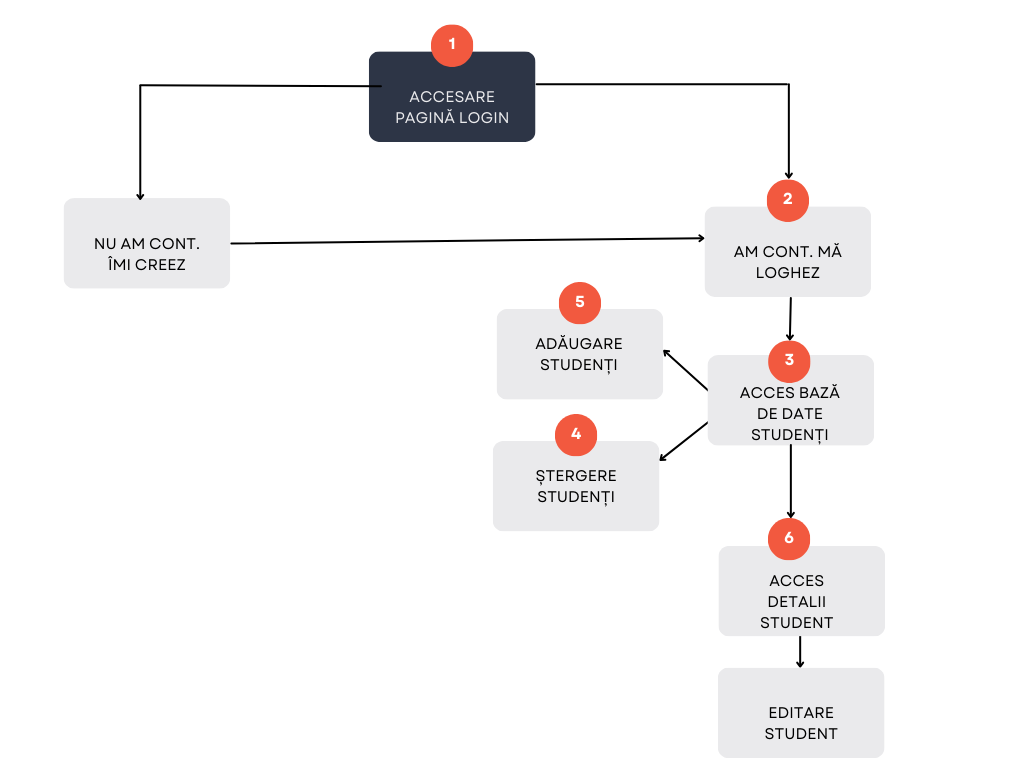 1
ACCESARE
PAGINĂ LOGIN
NU AM CONT.
ÎMI CREEZ
2
AM CONT. MĂ
LOGHEZ
5
ADĂUGARE
STUDENȚI
3
ACCES BAZĂ
DE DATE
STUDENȚI
4
ȘTERGERE
STUDENȚI
6
ACCES
DETALII
STUDENT
EDITARE
STUDENT